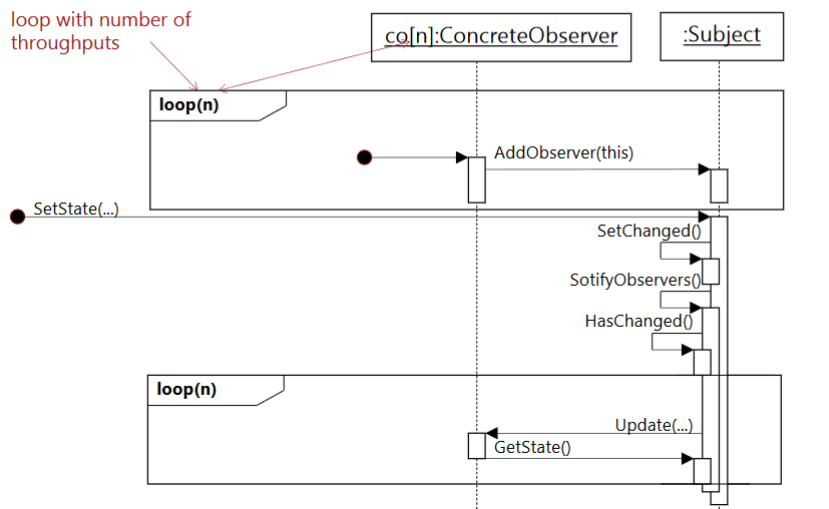 loop with number of
throughputs
co[n]:ConcreteObserver
:Subject
loop(n)
AddObserver(this)
SetState(...)
SetChanged()
SotifyObservers()
HasChanged()
loop(n)
Update(...)
GetState()